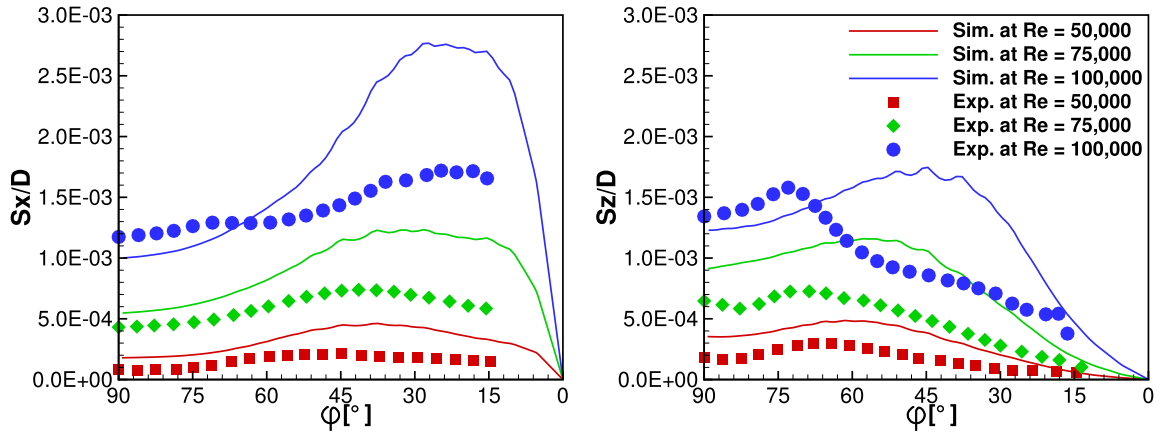 3.0E-03
2.5E-03
2.0E-03
1.5E-03
1.0E-03
5.0E-04
0.0E+00
Sx/D
90 75 60 45 30 15 0
φ[°]
3.0E-03
2.5E-03
2.0E-03
1.5E-03
1.0E-03
5.0E-04
0.0E+00
Sz/D
90 75 60 45 30 15 0
φ[°]
Sim. at Re = 50,000
Sim. at Re = 75,000
Sim. at Re = 100,000
Exp. at Re = 50,000
Exp. at Re = 75,000
Exp. at Re = 100,000